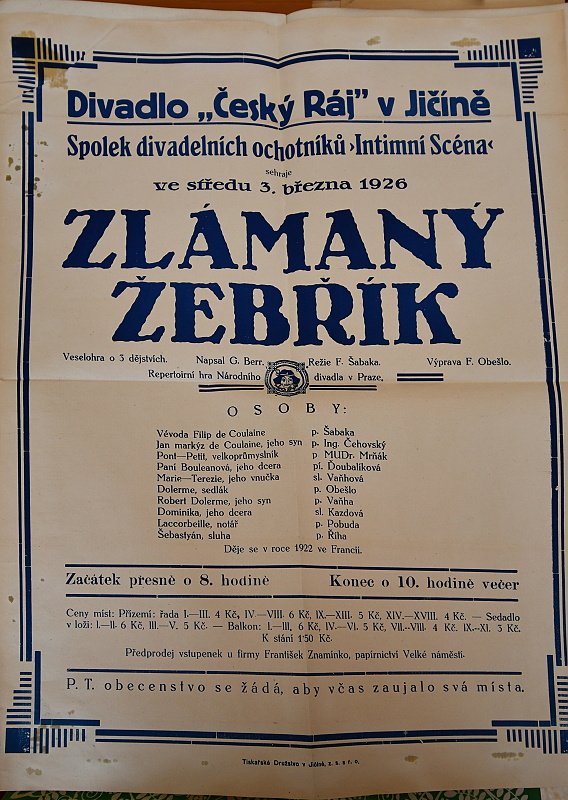 Divadlo „Český Ráj” v Jičíně
Spolek divadelních ochotníků ›Intimní Scéna‹
sehraje
ve středu 3. března 1926
ZLÁMANÝ
ŽEBŘÍK
Veselohra o 3 dějstvích. Napsal G. Berr. Režie F. Šabaka. Výprava F. Obešlo.
Repertoirní hra Národního divadla v Praze.
OSOBY:
Vévoda Filip de Coulaine p. Šabaka
Jan markýz de Coulaine, jeho syn p. Ing. Čehovský
Pont—Petit, velkoprůmyslník p MUDr. Mrňák
Paní Bouleanová, jeho dcera pí. Ďoubalíková
Marie—Terezie, jeho vnučka sl. Vaňhová
Dolerme, sedlák p. Obešlo
Robert Dolerme, jeho syn p. Vaňha
Dominika, jeho dcera sl. Kazdová
Laccorbeille, notář p. Pobuda
Šebastyán, sluha p. Říha
Děje se v roce 1922 ve Francii.
Začátek přesně o 8. hodině Konec o 10. hodině večer
Ceny míst: Přízemí: řada I.—III. 4 Kč, IV.—VIII. 6 Kč, IX.—XIII. 5 Kč, XIV.—XVIII. 4 Kč. — Sedadlo
v loži: I.—II. 6 Kč, III.—V. 5 Kč. — Balkon: I.—III, 6 Kč, IV.—VI. 5 Kč, VII.-VIII. 4 Kč. IX.-XI. 3 Kč.
K stání 1·50 Kč.
Předprodej vstupenek u firmy František Znamínko, papírnictví Velké náměstí.
P. T. obecenstvo se žádá, aby včas zaujalo svá místa.
Tiskařské Družstvo v Jičíně, z. s. s r. o.